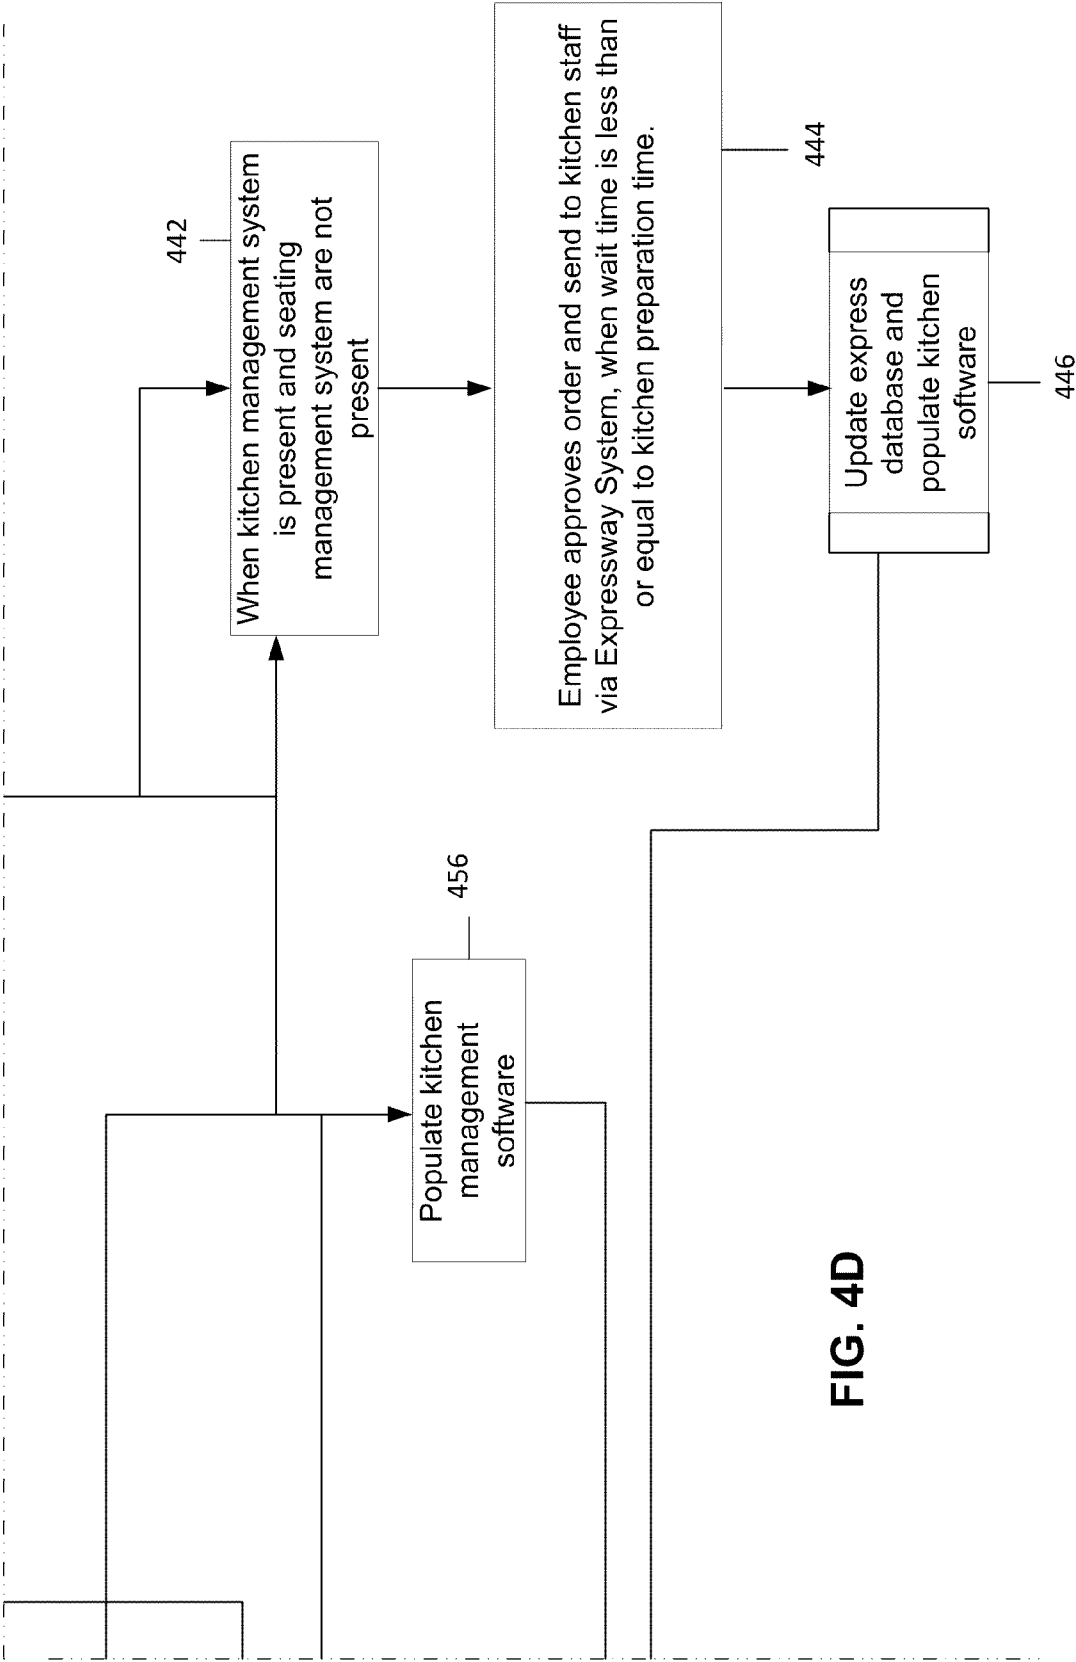 442
When kitchen management system
is present and seating
management system are not
present
Employee approves order and send to kitchen staff
via Expressway System, when wait time is less than
or equal to kitchen preparation time.
444
456
Populate kitchen
management
software
Update express
database and
populate kitchen
software
446
FIG. 4D